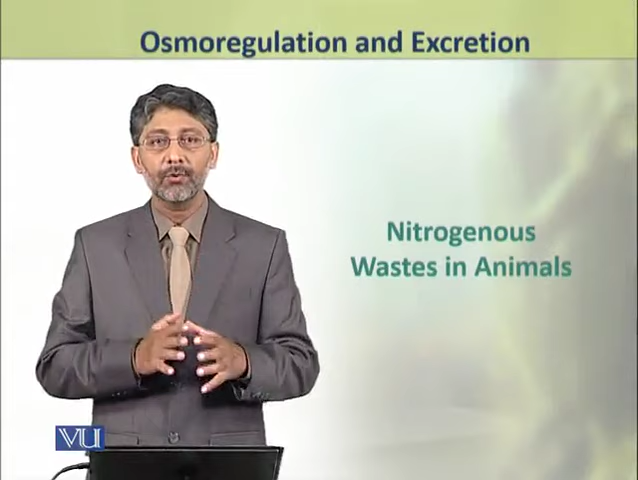 Osmoregulation and Excretion
Nitrogenous
Wastes in Animals
VU